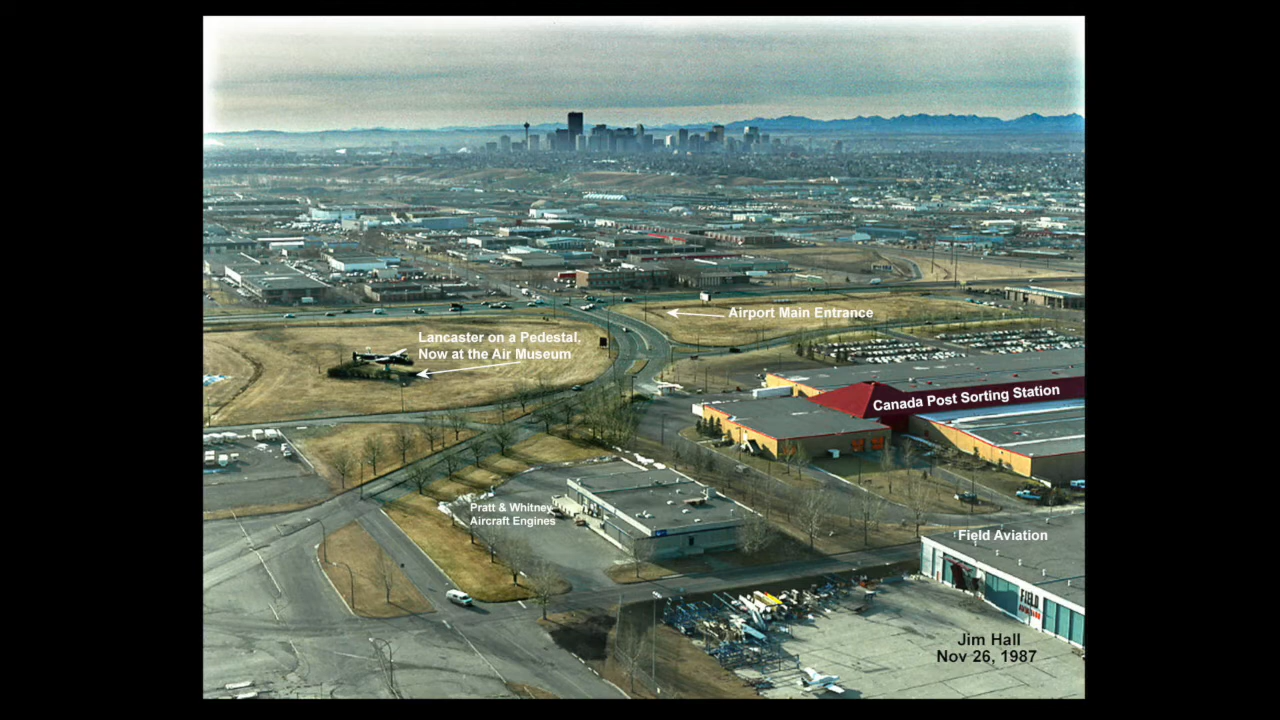 Airport Main Entrance
Lancaster on a Pedestal.
Now at the Air Museum
Canada Post Sorting Station
Pratt & Whitney
Aircraft Engines
Field Aviation
FIELD
Jim Hall
Nov 26, 1987